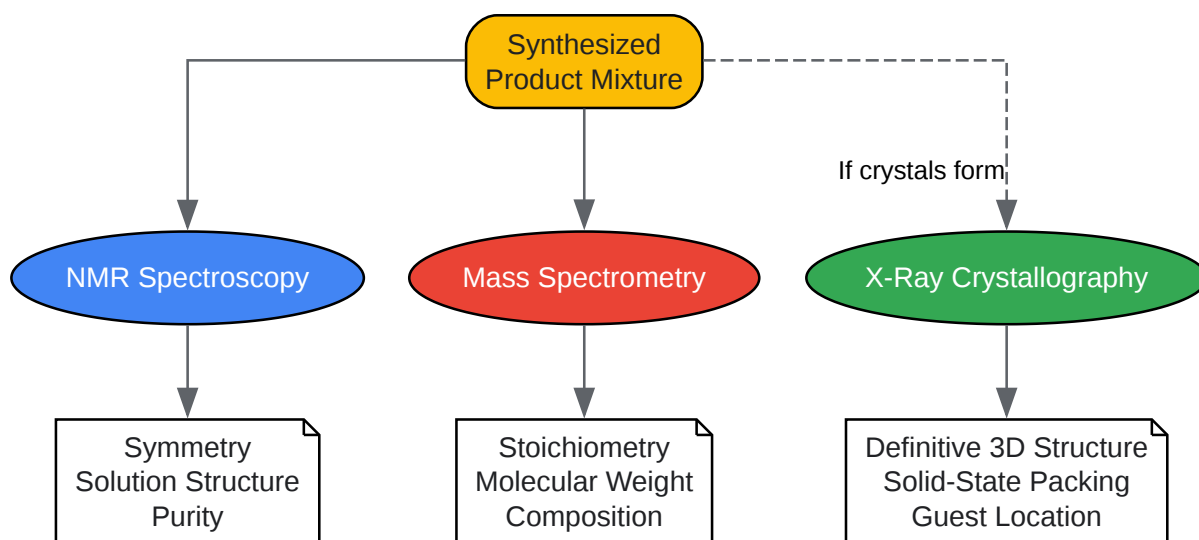 Synthesized
Product Mixture
If crystals form
NMR Spectroscopy
Mass Spectrometry
X-Ray Crystallography
Symmetry
Solution Structure
Purity
Stoichiometry
Molecular Weight
Composition
Definitive 3D Structure
Solid-State Packing
Guest Location